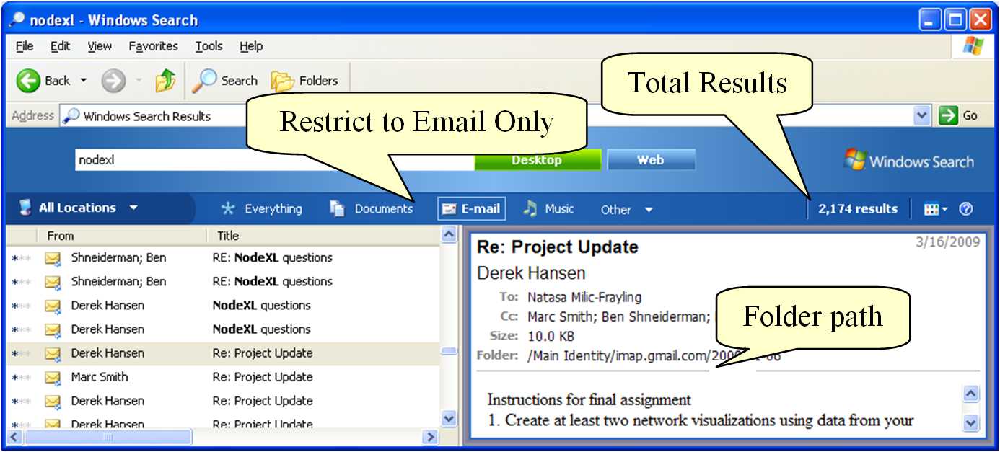 nodexl - Windows Search
File Edit View Favorites Tools Help
Back Search Folders
Total Results
Address Windows Search Results Go
Restrict to Email Only
nodexl Desktop Web Windows Search
All Locations Everything Documents E-mail Music Other 2,174 results
From Title
Shneiderman; Ben RE: NodeXL questions
Shneiderman; Ben RE: NodeXL questions
Derek Hansen NodeXL questions
Derek Hansen NodeXL questions
Derek Hansen Re: Project Update
Marc Smith Re: Project Update
Derek Hansen Re: Project Update
Derek Hansen Re: Project Update
Re: Project Update 3/16/2009
Derek Hansen
To: Natasa Milic-Frayling
Cc: Marc Smith; Ben Shneiderman;
Folder path
Size: 10.0 KB
Folder: /Main Identity/imap.gmail.com/
Instructions for final assignment
1. Create at least two network visualizations using data from your